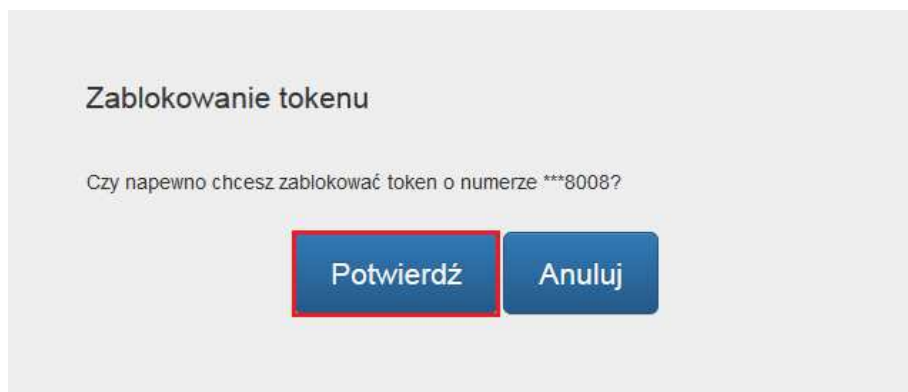 Zablokowanie tokenu
Czy napewno chcesz zablokować token o numerze ***8008?
Potwierdź Anuluj